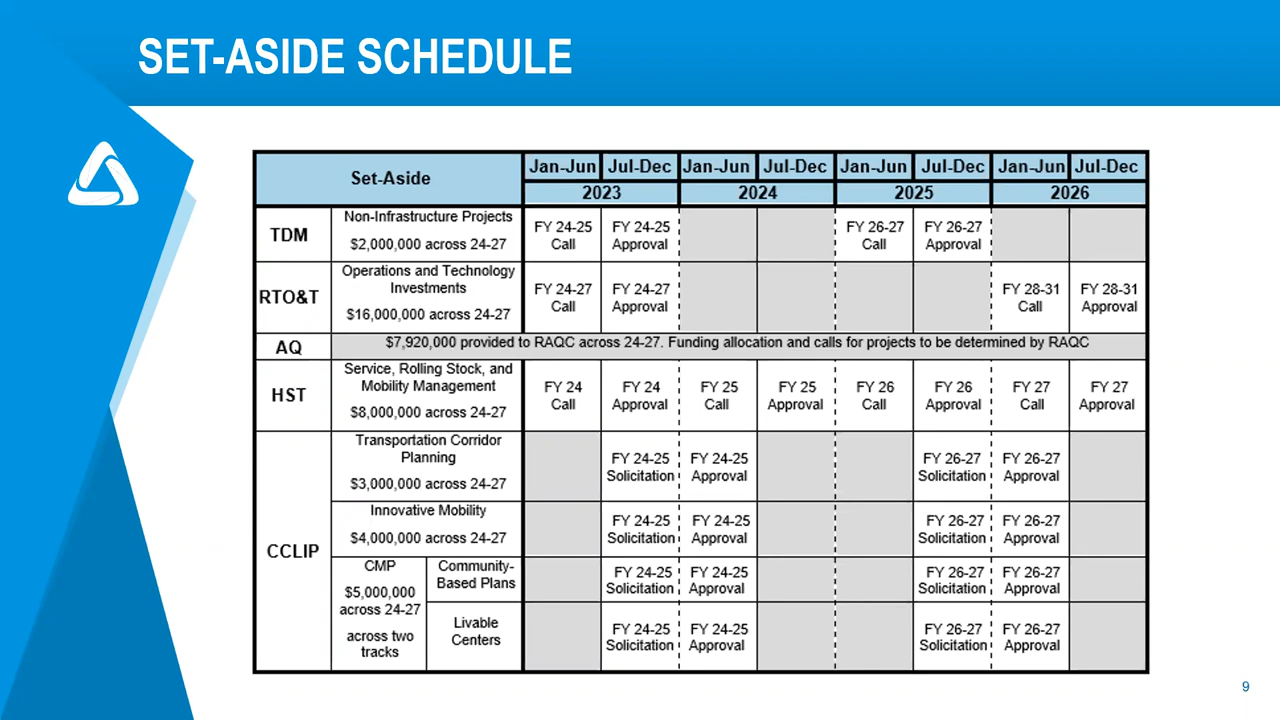 SET-ASIDE SCHEDULE
Set-Aside
Jan-Jun Jul-Dec Jan-Jun Jul-Dec Jan-Jun Jul-Dec Jan-Jun Jul-Dec
2023 2024 2025 2026
TDM
Non-Infrastructure Projects
$2,000,000 across 24-27
FY 24-25 FY 24-25 FY 26-27 FY 26-27
Call Approval Call Approval
RTO&T
Operations and Technology
Investments
$16,000,000 across 24-27
FY 24-27 FY 24-27 FY 28-31 FY 28-31
Call Approval Call Approval
AQ
$7,920,000 provided to RAQC across 24-27. Funding allocation and calls for projects to be determined by RAQC
HST
Service, Rolling Stock, and
Mobility Management
$8,000,000 across 24-27
FY 24 FY 24 FY 25 FY 25 FY 26 FY 26 FY 27 FY 27
Call Approval Call Approval Call Approval Call Approval
CCLIP
Transportation Corridor
Planning
$3,000,000 across 24-27
FY 24-25 FY 24-25 FY 26-27 FY 26-27
Solicitation Approval Solicitation Approval
Innovative Mobility
$4,000,000 across 24-27
FY 24-25 FY 24-25 FY 26-27 FY 26-27
Solicitation Approval Solicitation Approval
CMP
$5,000,000
across 24-27
across two
tracks
Community-
Based Plans
FY 24-25 FY 24-25 FY 26-27 FY 26-27
Solicitation Approval Solicitation Approval
Livable
Centers
FY 24-25 FY 24-25 FY 26-27 FY 26-27
Solicitation Approval Solicitation Approval
9